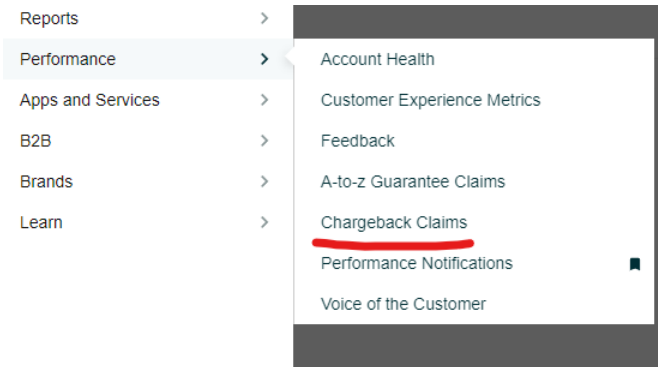 Reports
Performance
Apps and Services
B2B
Brands
Learn
Account Health
Customer Experience Metrics
Feedback
A-to-z Guarantee Claims
Chargeback Claims
Performance Notifications
Voice of the Customer